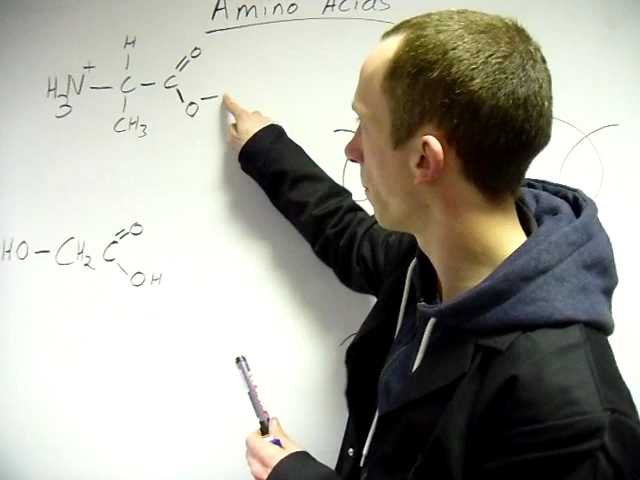 Amino Acids
H
H3N+ — C — C = O
O −
CH3
HO — CH2 C = O
OH